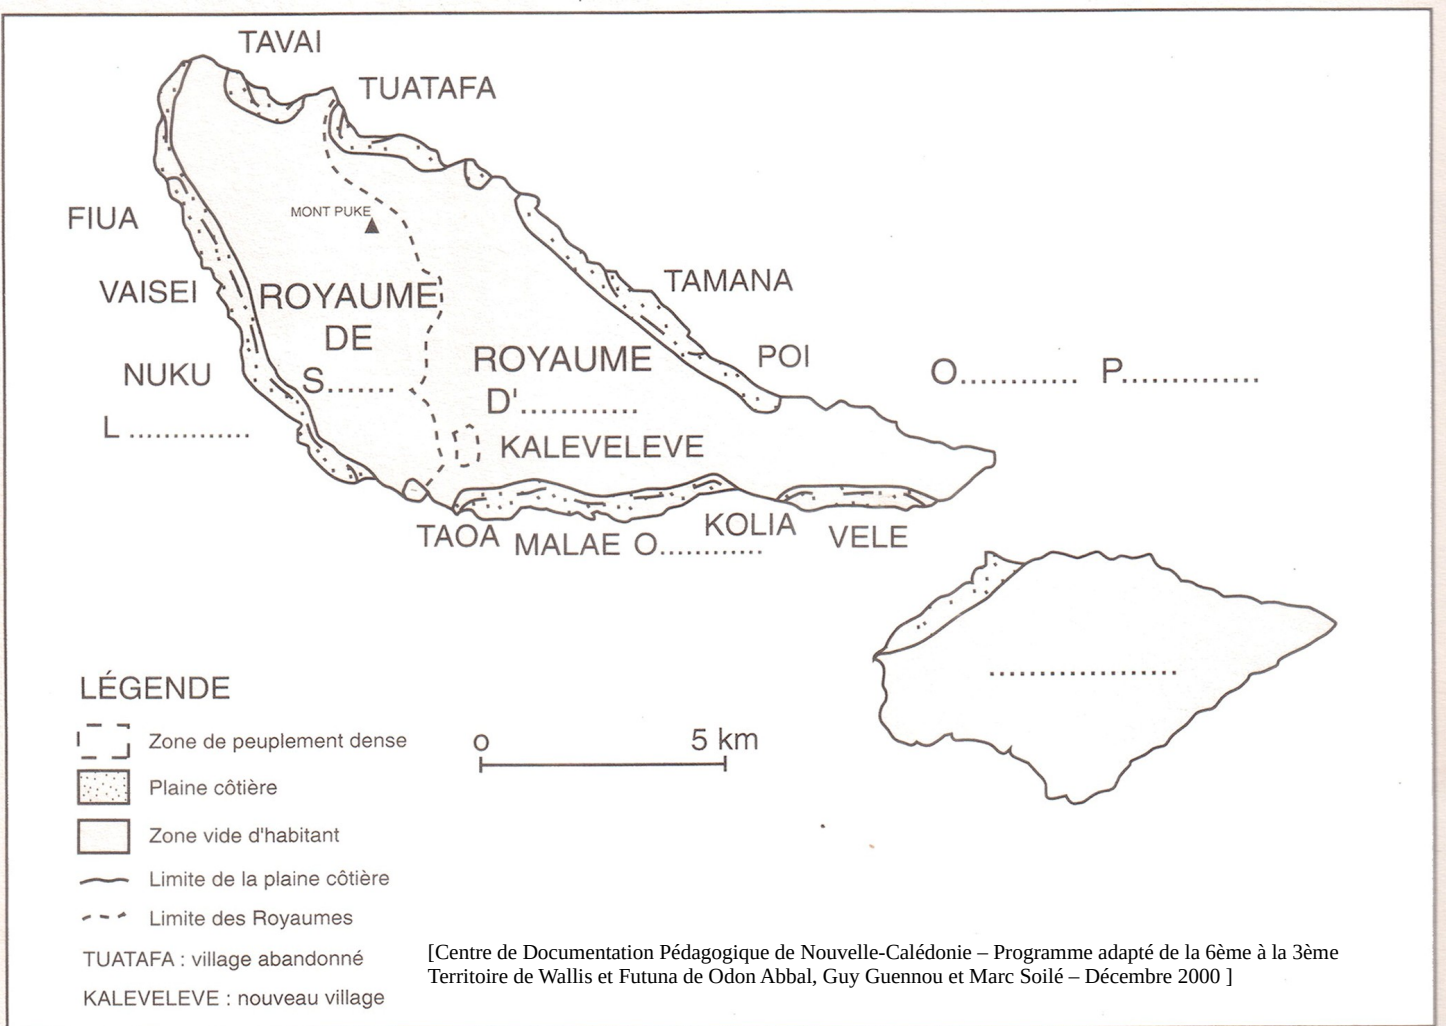 TAVAI
TUATAFA
FIUA
MONT PUKE
TAMANA
VAISEI
ROYAUME
DE
S.......
ROYAUME
D'............
POI
O............ P..............
NUKU
L ..............
KALEVELEVE
TAOA
MALAE
O............
KOLIA
VELE
...................
LÉGENDE
Zone de peuplement dense
o 5 km
Plaine côtière
Zone vide d'habitant
Limite de la plaine côtière
Limite des Royaumes
TUATAFA : village abandonné
KALEVELEVE : nouveau village
[Centre de Documentation Pédagogique de Nouvelle-Calédonie – Programme adapté de la 6ème à la 3ème
Territoire de Wallis et Futuna de Odon Abbal, Guy Guennou et Marc Soilé – Décembre 2000 ]